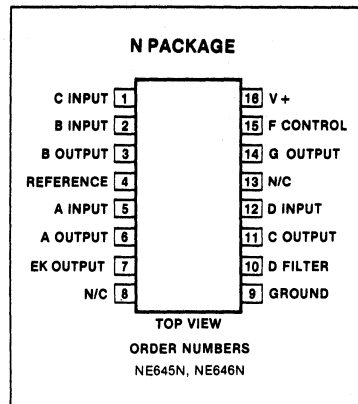 N PACKAGE
C INPUT 1 16 V+
B INPUT 2 15 F CONTROL
B OUTPUT 3 14 G OUTPUT
REFERENCE 4 13 N/C
A INPUT 5 12 D INPUT
A OUTPUT 6 11 C OUTPUT
EK OUTPUT 7 10 D FILTER
N/C 8 9 GROUND
TOP VIEW
ORDER NUMBERS
NE645N, NE646N